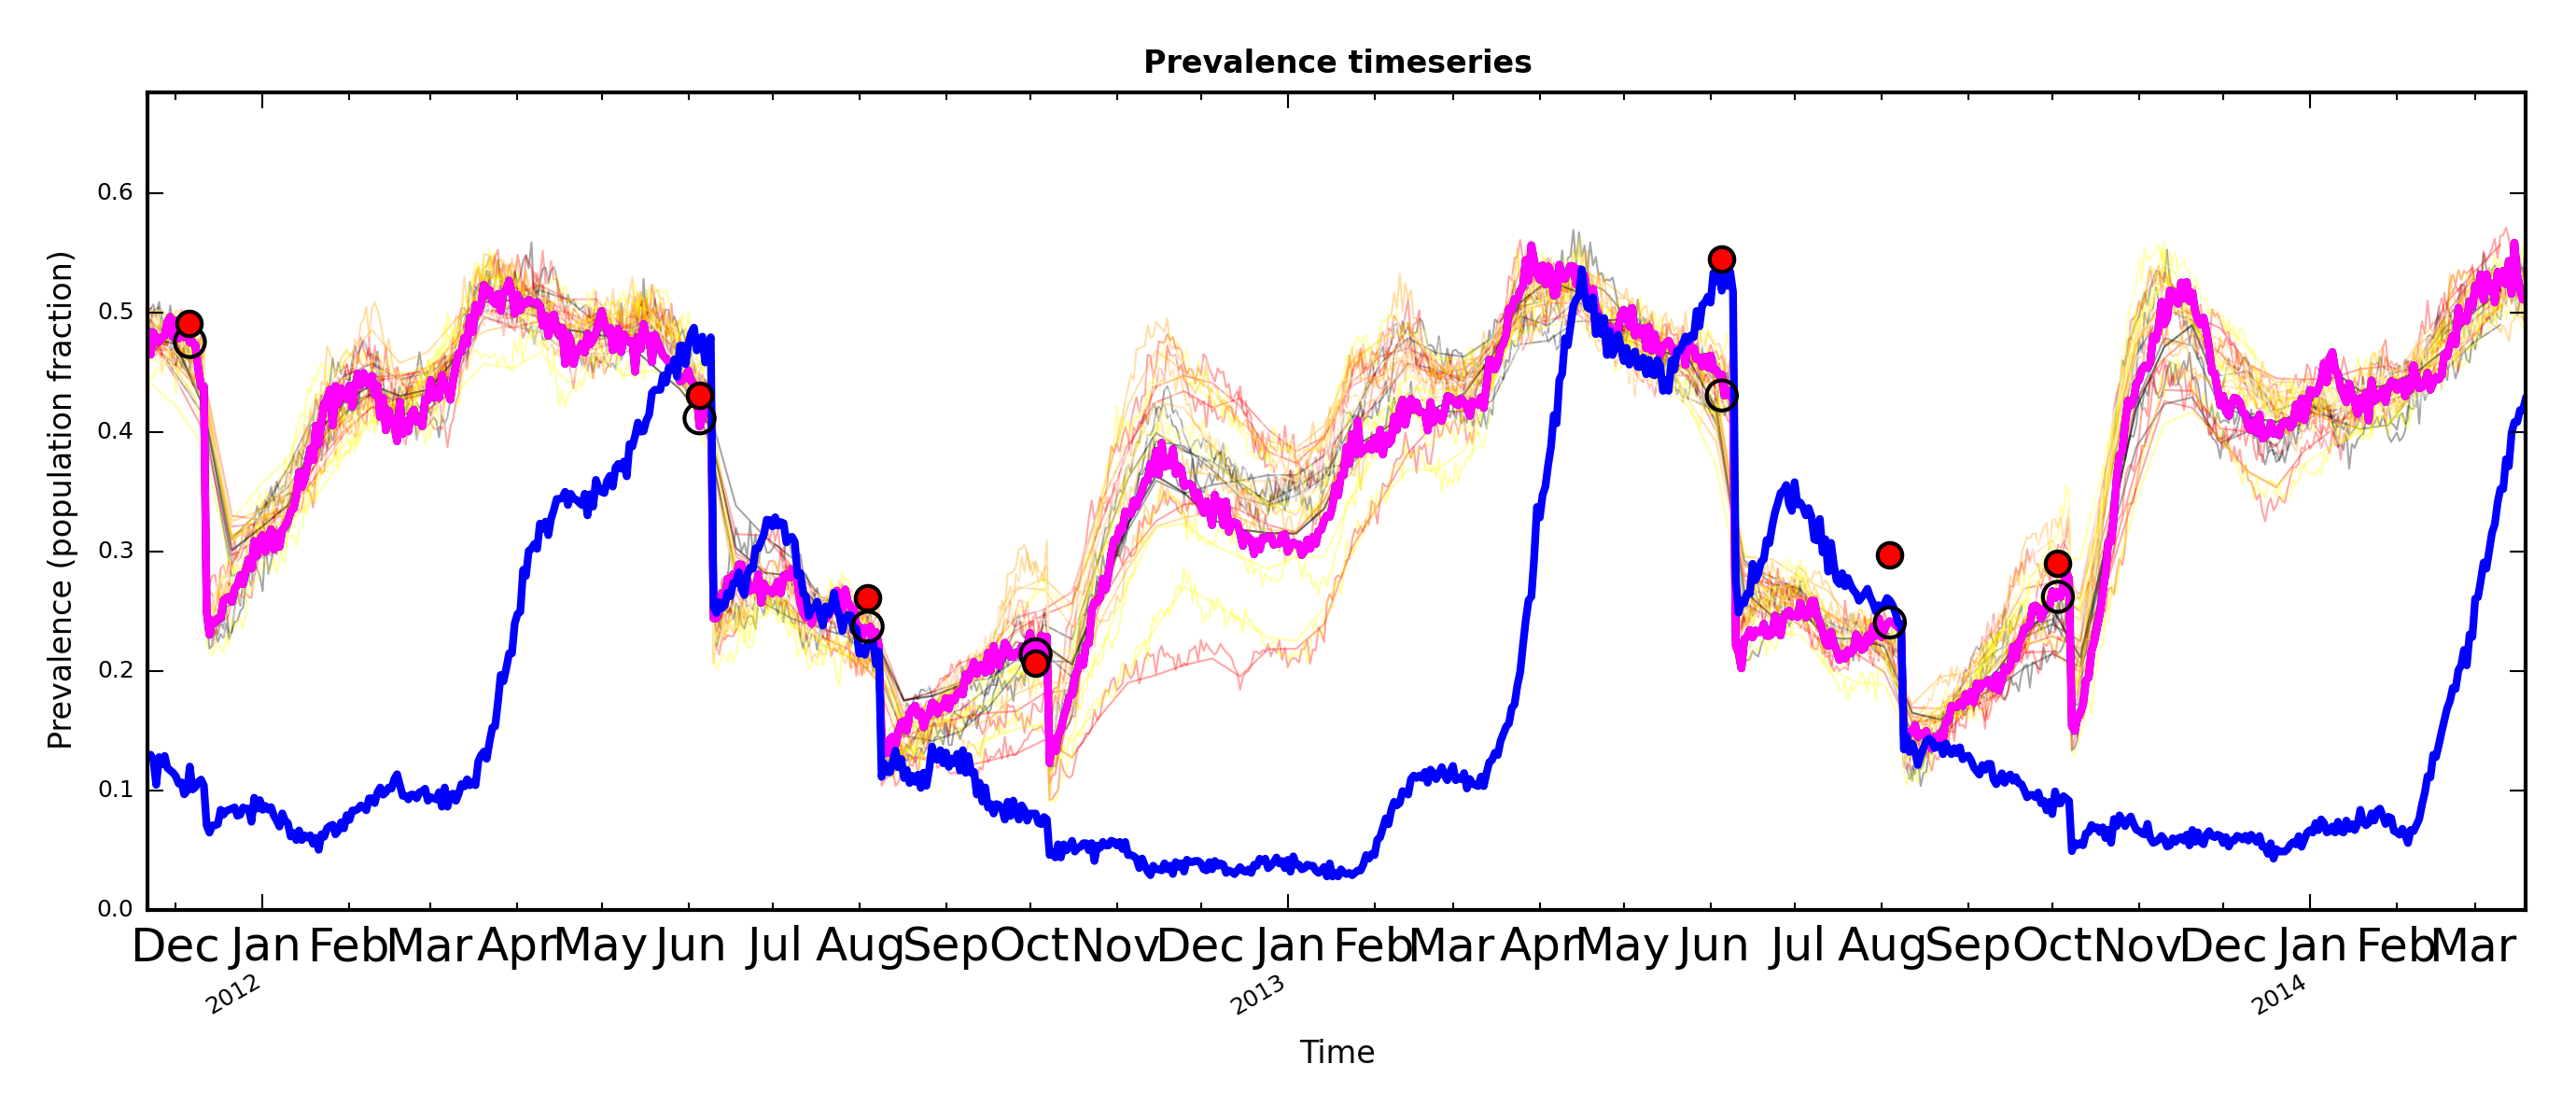 Prevalence timeseries
Prevalence (population fraction)
0.6
0.5
0.4
0.3
0.2
0.1
0.0
Dec Jan Feb Mar Apr May Jun Jul Aug Sep Oct Nov Dec Jan Feb Mar Apr May Jun Jul Aug Sep Oct Nov Dec Jan Feb Mar
2012 2013 2014
Time